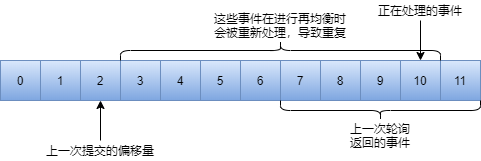 这些事件在进行再均衡时
会被重新处理,导致重复
正在处理的事件
0 1 2 3 4 5 6 7 8 9 10 11
上一次提交的偏移量
上一次轮询
返回的事件